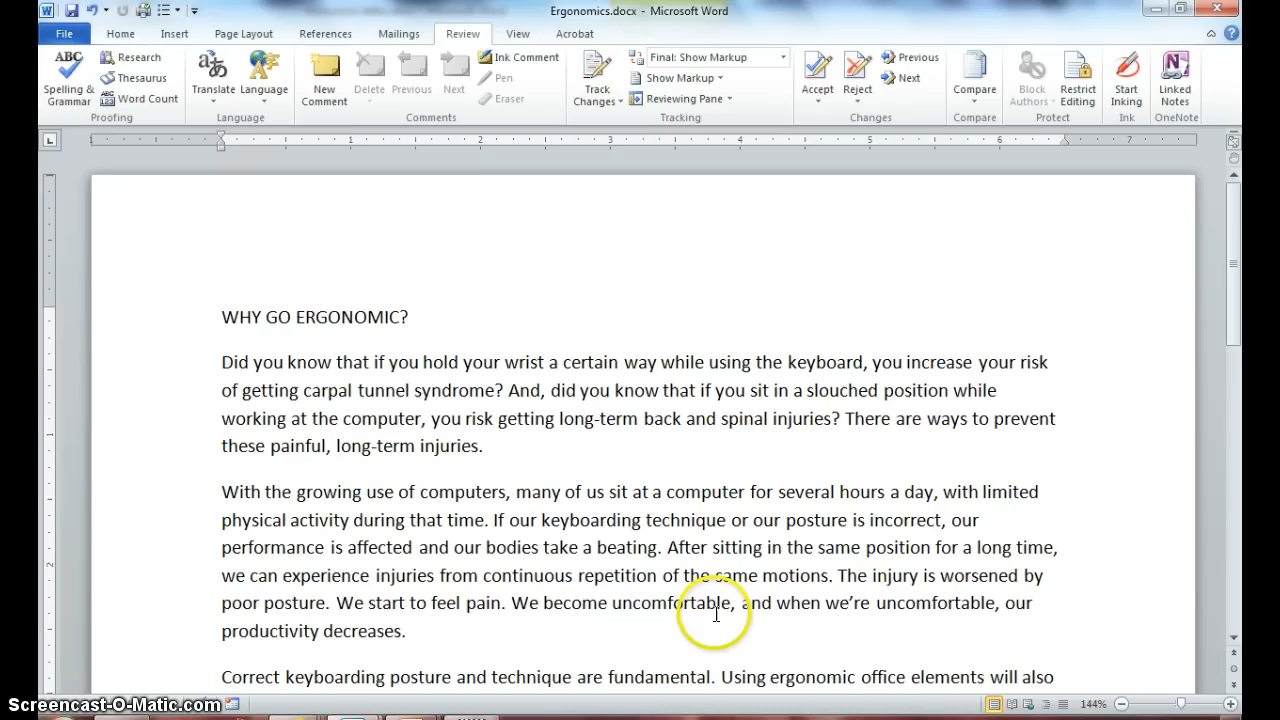 Ergonomics.docx - Microsoft Word
File Home Insert Page Layout References Mailings Review View Acrobat
ABC Spelling & Grammar
Research
Thesaurus
Word Count
Proofing
Translate Language
Language
New Comment Delete Previous Next
Ink Comment
Pen
Eraser
Comments
Track Changes
Final: Show Markup
Show Markup
Reviewing Pane
Tracking
Accept Reject
Previous
Next
Changes
Compare
Compare
Block Authors Restrict Editing
Protect
Start Inking
Ink
Linked Notes
OneNote
1 1 2 3 4 5 6 7
WHY GO ERGONOMIC?
Did you know that if you hold your wrist a certain way while using the keyboard, you increase your risk
of getting carpal tunnel syndrome? And, did you know that if you sit in a slouched position while
working at the computer, you risk getting long-term back and spinal injuries? There are ways to prevent
these painful, long-term injuries.
With the growing use of computers, many of us sit at a computer for several hours a day, with limited
physical activity during that time. If our keyboarding technique or our posture is incorrect, our
performance is affected and our bodies take a beating. After sitting in the same position for a long time,
we can experience injuries from continuous repetition of the same motions. The injury is worsened by
poor posture. We start to feel pain. We become uncomfortable, and when we’re uncomfortable, our
productivity decreases.
Correct keyboarding posture and technique are fundamental. Using ergonomic office elements will also
Screencast-O-Matic.com
144%